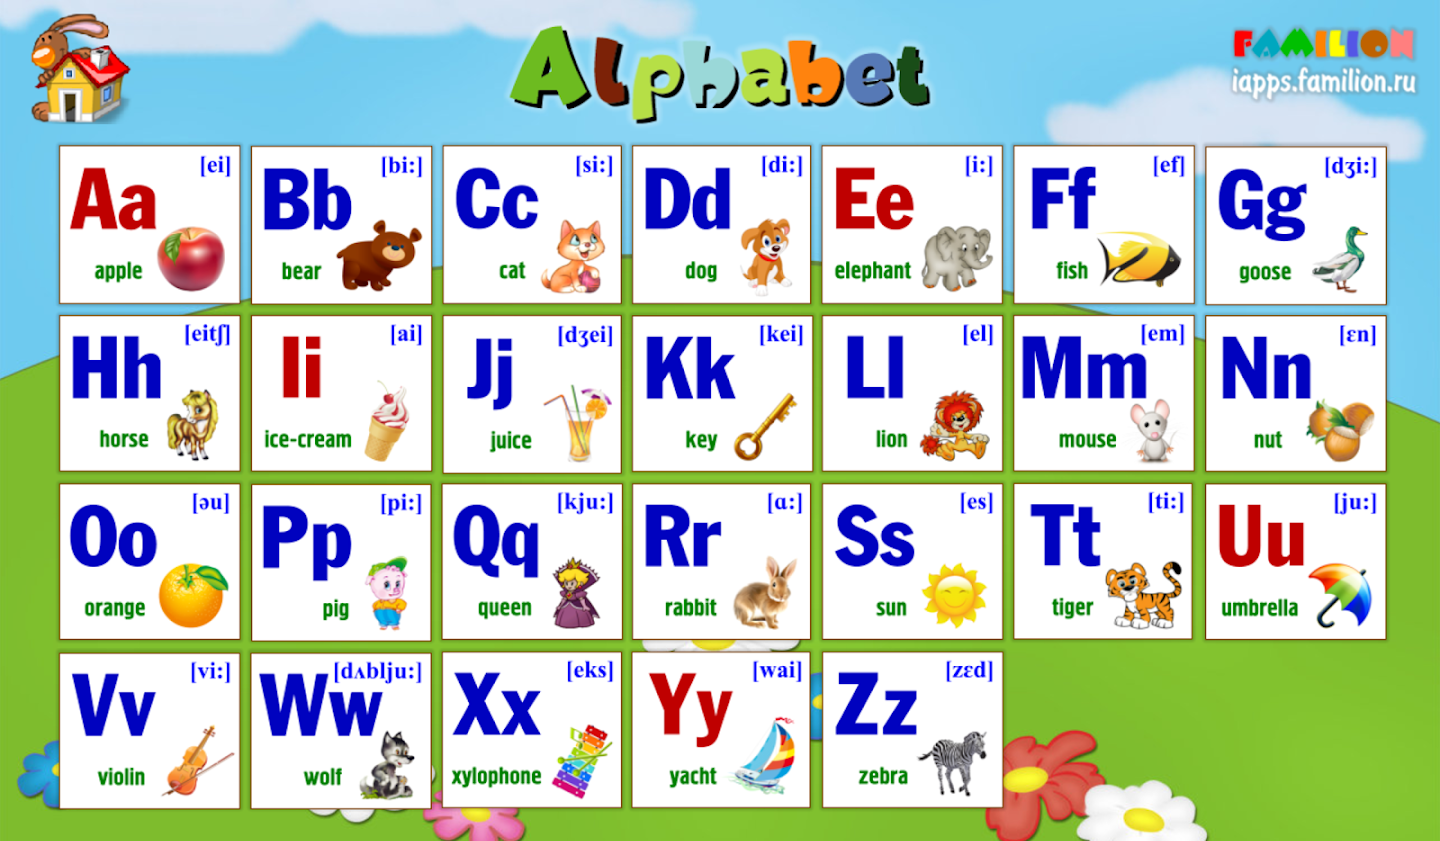 Alphabet
FAMILION
iapps.familion.ru
Aa [ei] apple
Bb [bi:] bear
Cc [si:] cat
Dd [di:] dog
Ee [i:] elephant
Ff [ef] fish
Gg [dʒi:] goose
Hh [eitʃ] horse
Ii [ai] ice-cream
Jj [dʒei] juice
Kk [kei] key
Ll [el] lion
Mm [em] mouse
Nn [ɛn] nut
Oo [əu] orange
Pp [pi:] pig
Qq [kju:] queen
Rr [ɑ:] rabbit
Ss [es] sun
Tt [ti:] tiger
Uu [ju:] umbrella
Vv [vi:] violin
Ww [dʌblju:] wolf
Xx [eks] xylophone
Yy [wai] yacht
Zz [zɛd] zebra